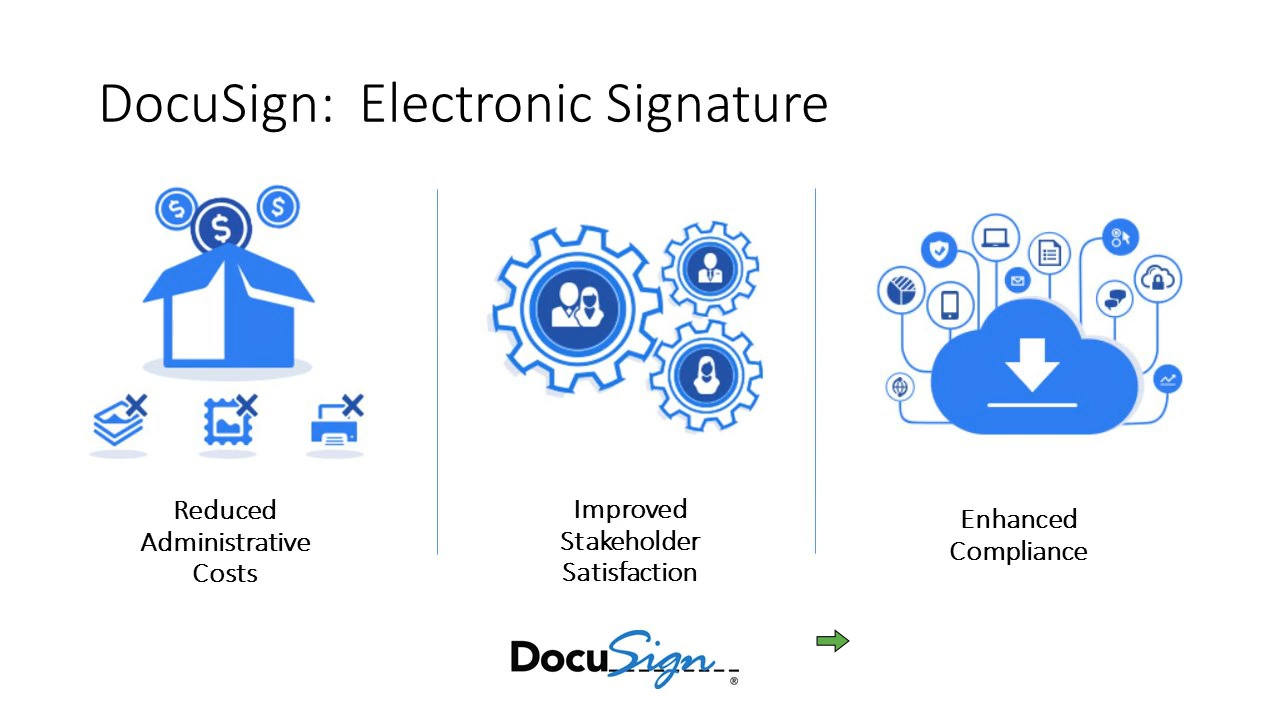 DocuSign: Electronic Signature
$ $ $
Reduced
Administrative
Costs
Improved
Stakeholder
Satisfaction
Enhanced
Compliance
DocuSign®